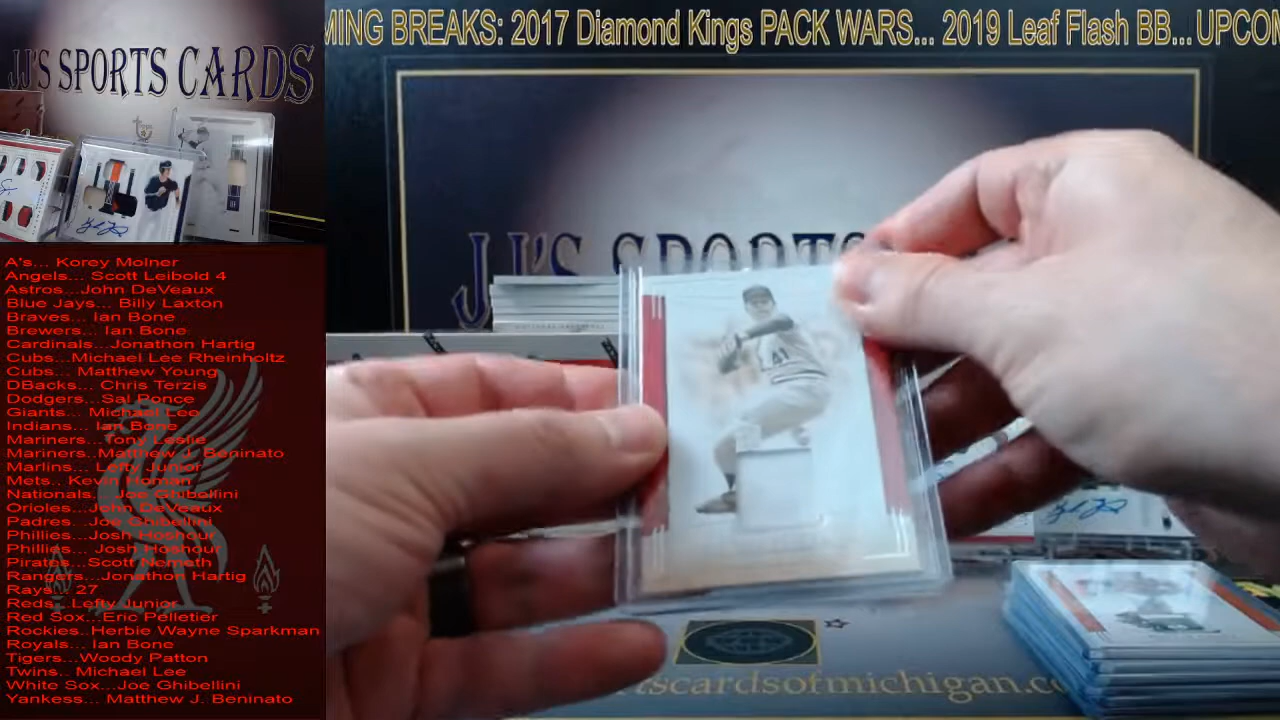 MING BREAKS: 2017 Diamond Kings PACK WARS... 2019 Leaf Flash BB... UPCOM
JJ'S SPORTS CARDS
JJ'S SPORTS
41
A's... Korey Molner
Angels... Scott Leibold 4
Astros...John DeVeaux
Blue Jays... Billy Laxton
Braves... Ian Bone
Brewers... Ian Bone
Cardinals...Jonathon Hartig
Cubs...Michael Lee Rheinholtz
Cubs... Matthew Young
DBacks... Chris Terzis
Dodgers...Sal Ponce
Giants... Michael Lee
Indians... Ian Bone
Mariners...Tony Leslie
Mariners..Matthew J. Beninato
Marlins... Lefty Junior
Mets.. Kevin Homan
Nationals... Joe Ghibellini
Orioles...John DeVeaux
Padres...Joe Ghibellini
Phillies...Josh Hoshour
Phillies... Josh Hoshour
Pirates...Scott Nemeth
Rangers...Jonathon Hartig
Rays... 27
Reds...Lefty Junior
Red Sox...Eric Pelletier
Rockies..Herbie Wayne Sparkman
Royals... Ian Bone
Tigers...Woody Patton
Twins.. Michael Lee
White Sox...Joe Ghibellini
Yankess... Matthew J. Beninato
rtscardsofmichigan.co